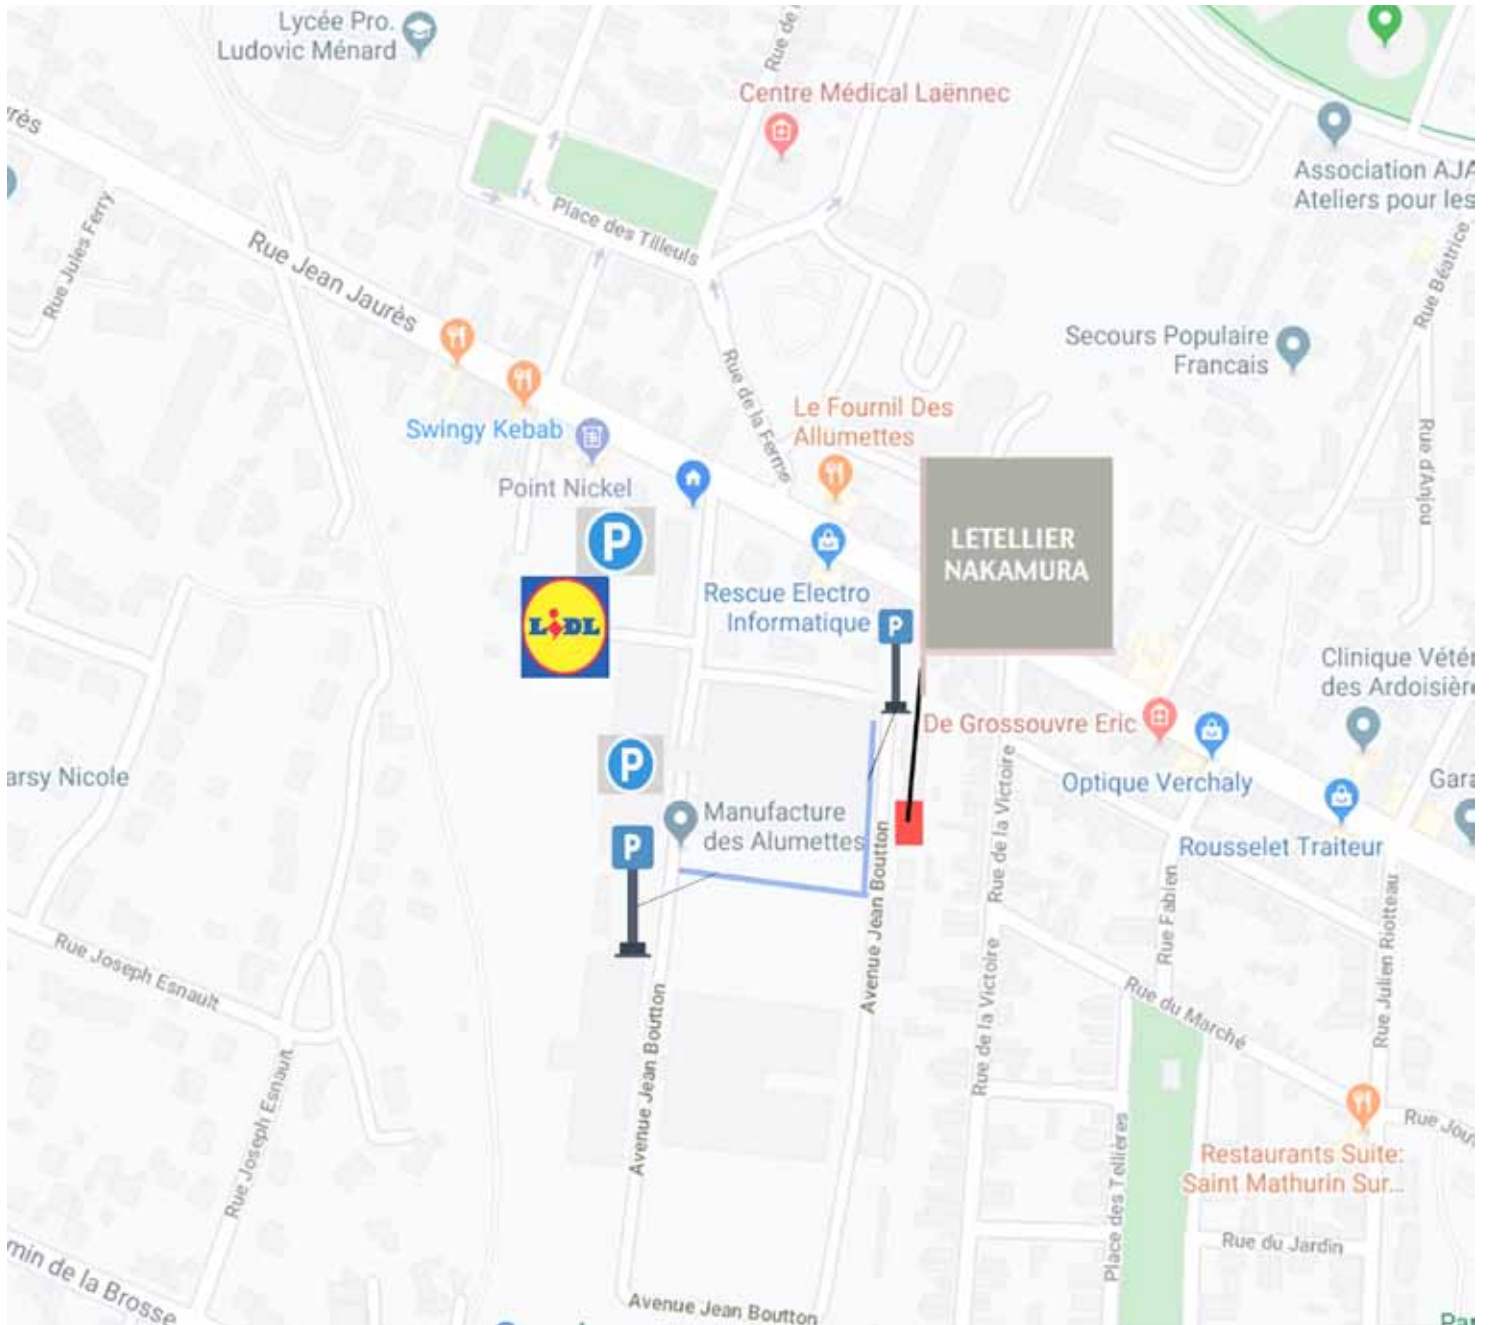 Lycée Pro.
Ludovic Ménard
Rue de
Centre Médical Laënnec
Association AJA
Ateliers pour les
Rue Jules Ferry
Rue Jean Jaurès
Place des Tilleuls
Rue Béatrice
Secours Populaire
Francais
Rue de la Ferme
Le Fournil Des
Allumettes
Swingy Kebab
Point Nickel
Rue d'Anjou
P
LETELLIER
NAKAMURA
LiDL
Rescue Electro
Informatique
P
Clinique Vété
des Ardoisièr
De Grossouvre Eric
Optique Verchaly
P
Manufacture
des Alumettes
P
Rousselet Traiteur
Rue de la Victoire
Avenue Jean Boutton
Rue Fabien
Rue Julien Riotteau
Rue Joseph Esnault
Rue de la Victoire
Rue du Marché
Avenue Jean Boutton
Rue Joseph Esnault
Place des Tellieres
Restaurants Suite:
Saint Mathurin Sur...
Rue du Jardin
de la Brosse
Avenue Jean Boutton